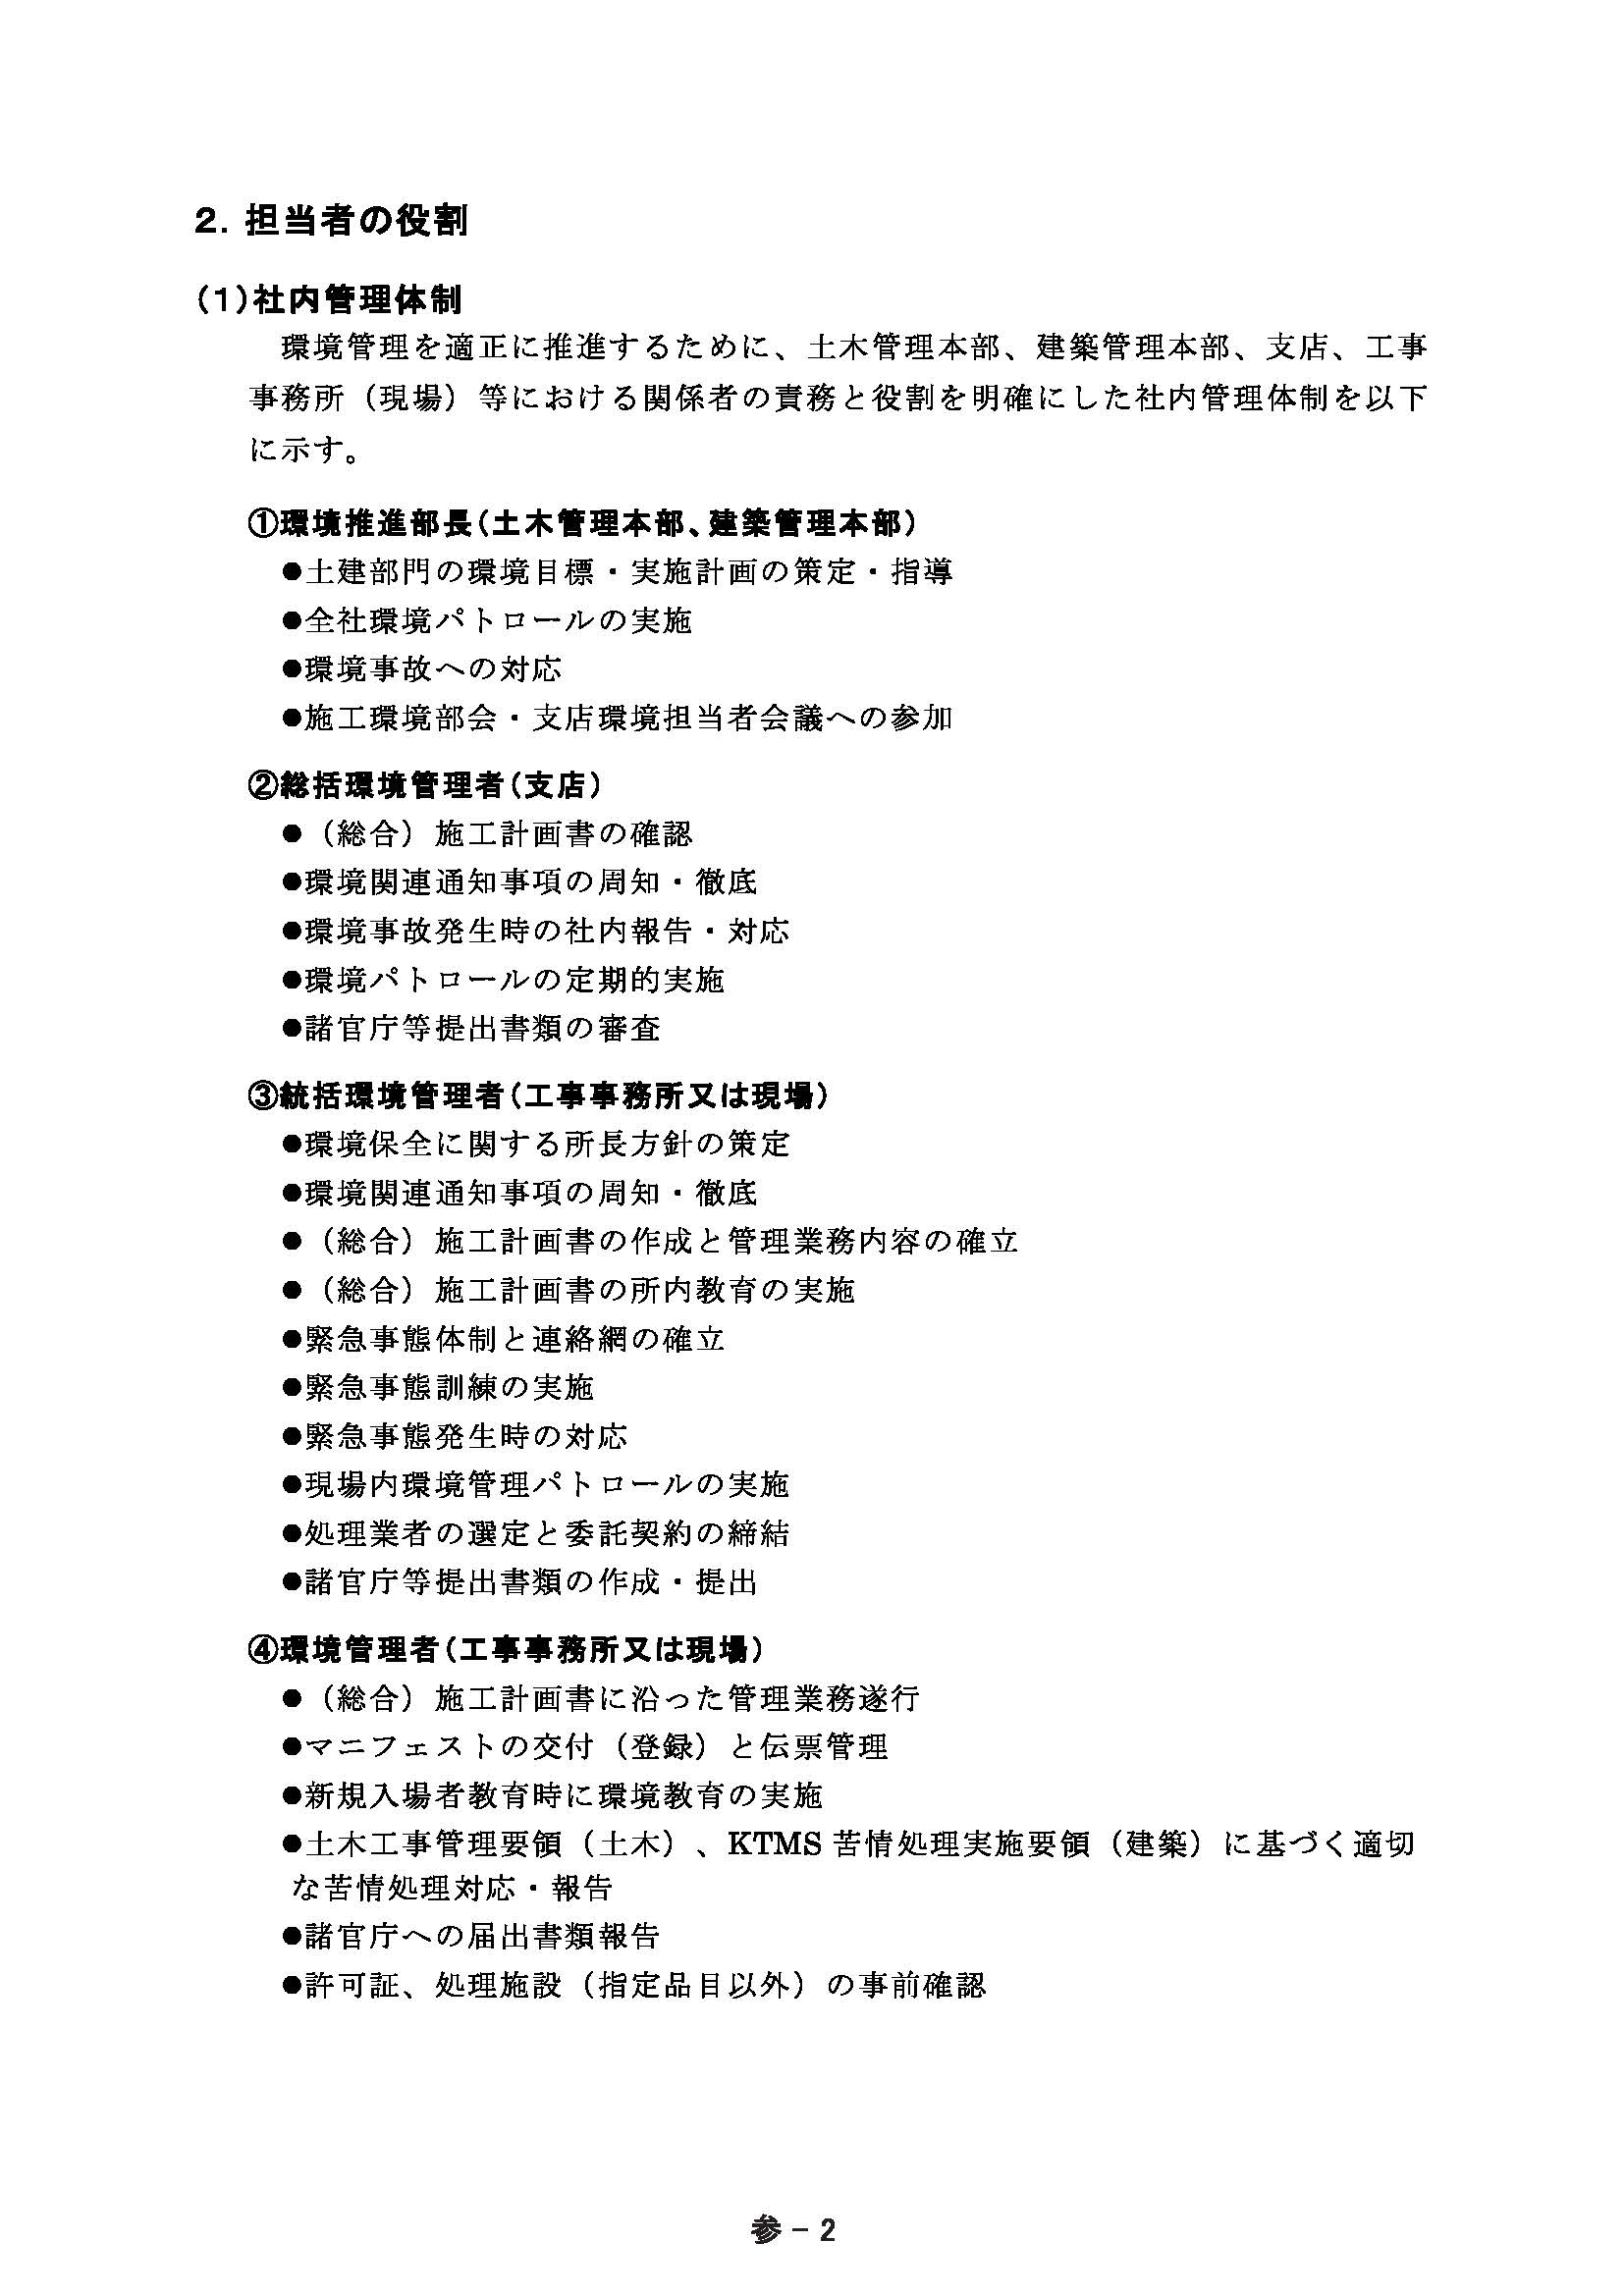 2. 担当者の役割
(1)社内管理体制
環境管理を適正に推進するために、土木管理本部、建築管理本部、支店、工事
事務所（現場）等における関係者の責務と役割を明確にした社内管理体制を以下
に示す。
①環境推進部長(土木管理本部、建築管理本部)
●土建部門の環境目標・実施計画の策定・指導
●全社環境パトロールの実施
●環境事故への対応
●施工環境部会・支店環境担当者会議への参加
②総括環境管理者(支店)
●（総合）施工計画書の確認
●環境関連通知事項の周知・徹底
●環境事故発生時の社内報告・対応
●環境パトロールの定期的実施
●諸官庁等提出書類の審査
③統括環境管理者(工事事務所又は現場)
●環境保全に関する所長方針の策定
●環境関連通知事項の周知・徹底
●（総合）施工計画書の作成と管理業務内容の確立
●（総合）施工計画書の所内教育の実施
●緊急事態体制と連絡網の確立
●緊急事態訓練の実施
●緊急事態発生時の対応
●現場内環境管理パトロールの実施
●処理業者の選定と委託契約の締結
●諸官庁等提出書類の作成・提出
④環境管理者(工事事務所又は現場)
●（総合）施工計画書に沿った管理業務遂行
●マニフェストの交付（登録）と伝票管理
●新規入場者教育時に環境教育の実施
●土木工事管理要領（土木）、KTMS 苦情処理実施要領（建築）に基づく適切
な苦情処理対応・報告
●諸官庁への届出書類報告
●許可証、処理施設（指定品目以外）の事前確認
参 − 2